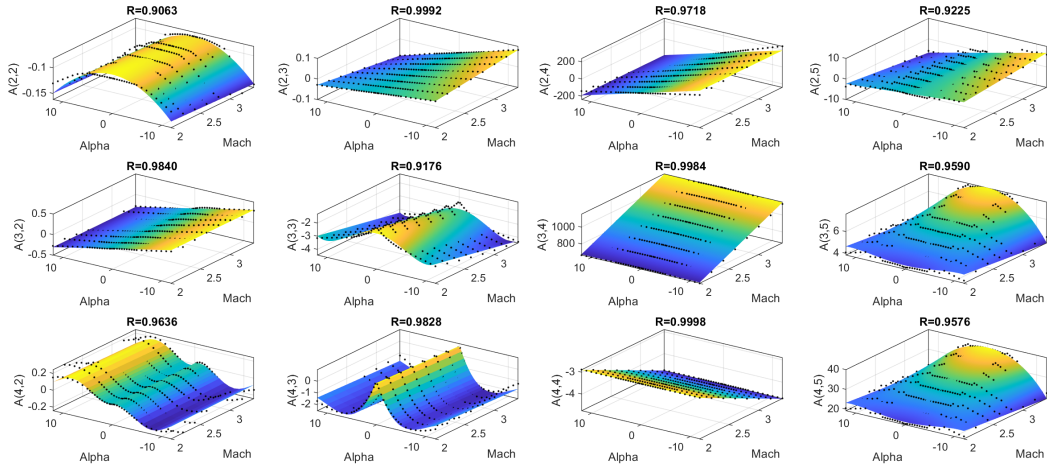 R=0.9063
A(2,2)
-0.1
-0.15
10
0
-10
Alpha
2
2.5
3
Mach
R=0.9992
A(2,3)
0.1
0
-0.1
10
0
-10
Alpha
2
2.5
3
Mach
R=0.9718
A(2,4)
200
0
-200
10
0
-10
Alpha
2
2.5
3
Mach
R=0.9225
A(2,5)
10
0
-10
10
0
-10
Alpha
2
2.5
3
Mach
R=0.9840
A(3,2)
0.5
0
-0.5
10
0
-10
Alpha
2
2.5
3
Mach
R=0.9176
A(3,3)
-2
-3
-4
10
0
-10
Alpha
2
2.5
3
Mach
R=0.9984
A(3,4)
1000
800
10
0
-10
Alpha
2
2.5
3
Mach
R=0.9590
A(3,5)
6
4
10
0
-10
Alpha
2
2.5
3
Mach
R=0.9636
A(4,2)
0.2
0
-0.2
10
0
-10
Alpha
2
2.5
3
Mach
R=0.9828
A(4,3)
0
-1
-2
10
0
-10
Alpha
2
2.5
3
Mach
R=0.9998
A(4,4)
-3
-4
10
0
-10
Alpha
2
2.5
3
Mach
R=0.9576
A(4,5)
40
30
20
10
0
-10
Alpha
2
2.5
3
Mach